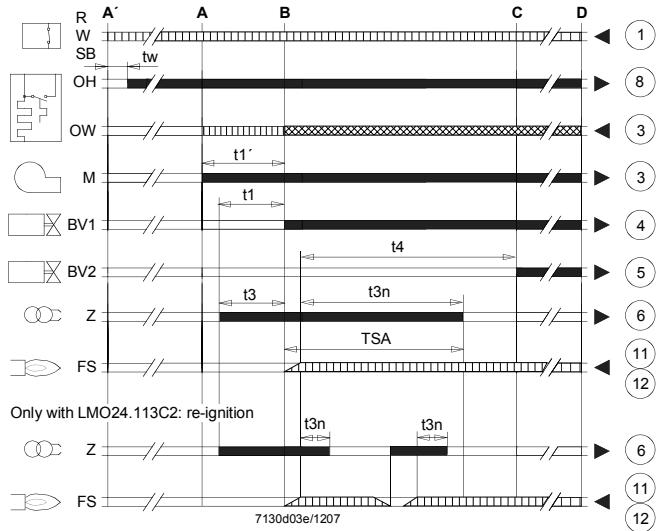 R A´ A B C D
W 1
SB tw
OH 8
OW 3
t1´
M 3
t1
BV1 4
t4
BV2 5
t3 t3n
Z 6
TSA
FS 11
12
Only with LMO24.113C2: re-ignition
t3n t3n
Z 6
FS 11
7130d03e/1207 12